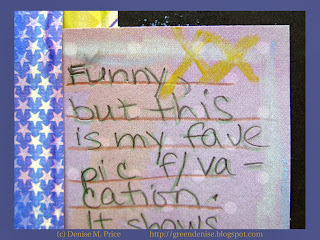 Funny,
but this
is my fave
pic f/va-
cation.
It shows
(c) Denise M. Price http://greendenise.blogspot.com